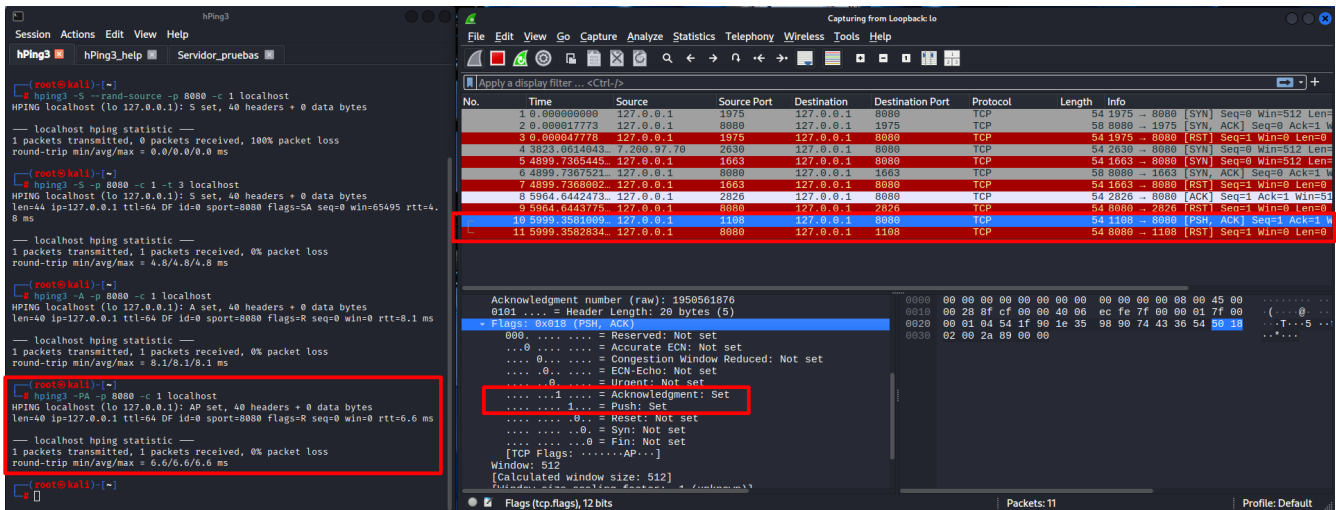 hPing3
Session Actions Edit View Help
hPing3 hPing3_help Servidor_pruebas
(root㉿kali)-[~]
# hping3 -S --rand-source -p 8080 -c 1 localhost
HPING localhost (lo 127.0.0.1): S set, 40 headers + 0 data bytes
— localhost hping statistic —
1 packets transmitted, 0 packets received, 100% packet loss
round-trip min/avg/max = 0.0/0.0/0.0 ms
(root㉿kali)-[~]
# hping3 -S -p 8080 -c 1 -t 3 localhost
HPING localhost (lo 127.0.0.1): S set, 40 headers + 0 data bytes
len=44 ip=127.0.0.1 ttl=64 DF id=0 sport=8080 flags=SA seq=0 win=65495 rtt=4.
8 ms
— localhost hping statistic —
1 packets transmitted, 1 packets received, 0% packet loss
round-trip min/avg/max = 4.8/4.8/4.8 ms
(root㉿kali)-[~]
# hping3 -A -p 8080 -c 1 localhost
HPING localhost (lo 127.0.0.1): A set, 40 headers + 0 data bytes
len=40 ip=127.0.0.1 ttl=64 DF id=0 sport=8080 flags=R seq=0 win=0 rtt=8.1 ms
— localhost hping statistic —
1 packets transmitted, 1 packets received, 0% packet loss
round-trip min/avg/max = 8.1/8.1/8.1 ms
(root㉿kali)-[~]
# hping3 -PA -p 8080 -c 1 localhost
HPING localhost (lo 127.0.0.1): AP set, 40 headers + 0 data bytes
len=40 ip=127.0.0.1 ttl=64 DF id=0 sport=8080 flags=R seq=0 win=0 rtt=6.6 ms
— localhost hping statistic —
1 packets transmitted, 1 packets received, 0% packet loss
round-trip min/avg/max = 6.6/6.6/6.6 ms
(root㉿kali)-[~]
#
Capturing from Loopback: lo
File Edit View Go Capture Analyze Statistics Telephony Wireless Tools Help
Apply a display filter ... <Ctrl-/>
No. Time Source Source Port Destination Destination Port Protocol Length Info
1 0.000000000 127.0.0.1 1975 127.0.0.1 8080 TCP 54 1975 → 8080 [SYN] Seq=0 Win=512 Len=
2 0.000017773 127.0.0.1 8080 127.0.0.1 1975 TCP 58 8080 → 1975 [SYN, ACK] Seq=0 Ack=1 W
3 0.000047778 127.0.0.1 1975 127.0.0.1 8080 TCP 54 1975 → 8080 [RST] Seq=1 Win=0 Len=0
4 3823.0614043… 7.200.97.70 2630 127.0.0.1 8080 TCP 54 2630 → 8080 [SYN] Seq=0 Win=512 Len=
5 4899.7365445… 127.0.0.1 1663 127.0.0.1 8080 TCP 54 1663 → 8080 [SYN] Seq=0 Win=512 Len=
6 4899.7367521… 127.0.0.1 8080 127.0.0.1 1663 TCP 58 8080 → 1663 [SYN, ACK] Seq=0 Ack=1 W
7 4899.7368002… 127.0.0.1 1663 127.0.0.1 8080 TCP 54 1663 → 8080 [RST] Seq=1 Win=0 Len=0
8 5964.6442473… 127.0.0.1 2826 127.0.0.1 8080 TCP 54 2826 → 8080 [ACK] Seq=1 Ack=1 Win=51
9 5964.6443775… 127.0.0.1 8080 127.0.0.1 2826 TCP 54 8080 → 2826 [RST] Seq=1 Win=0 Len=0
10 5999.3581009… 127.0.0.1 1108 127.0.0.1 8080 TCP 54 1108 → 8080 [PSH, ACK] Seq=1 Ack=1 W
11 5999.3582834… 127.0.0.1 8080 127.0.0.1 1108 TCP 54 8080 → 1108 [RST] Seq=1 Win=0 Len=0
Acknowledgment number (raw): 1950561876
0101 .... = Header Length: 20 bytes (5)
Flags: 0x018 (PSH, ACK)
000. .... .... = Reserved: Not set
...0 .... .... = Accurate ECN: Not set
.... 0... .... = Congestion Window Reduced: Not set
.... .0.. .... = ECN-Echo: Not set
.... ..0. .... = Urgent: Not set
.... ...1 .... = Acknowledgment: Set
.... .... 1... = Push: Set
.... .... .0.. = Reset: Not set
.... .... ..0. = Syn: Not set
.... .... ...0 = Fin: Not set
[TCP Flags: ·······AP···]
Window: 512
[Calculated window size: 512]
[Window size scaling factor: -1 (unknown)]
0000 00 00 00 00 00 00 00 00 00 00 00 00 08 00 45 00
0010 00 28 8f cf 00 00 40 06 ec fe 7f 00 00 01 7f 00
0020 00 01 04 54 1f 90 1e 35 98 90 74 43 36 54 50 18
0030 02 00 2a 89 00 00
Flags (tcp.flags), 12 bits
Packets: 11
Profile: Default